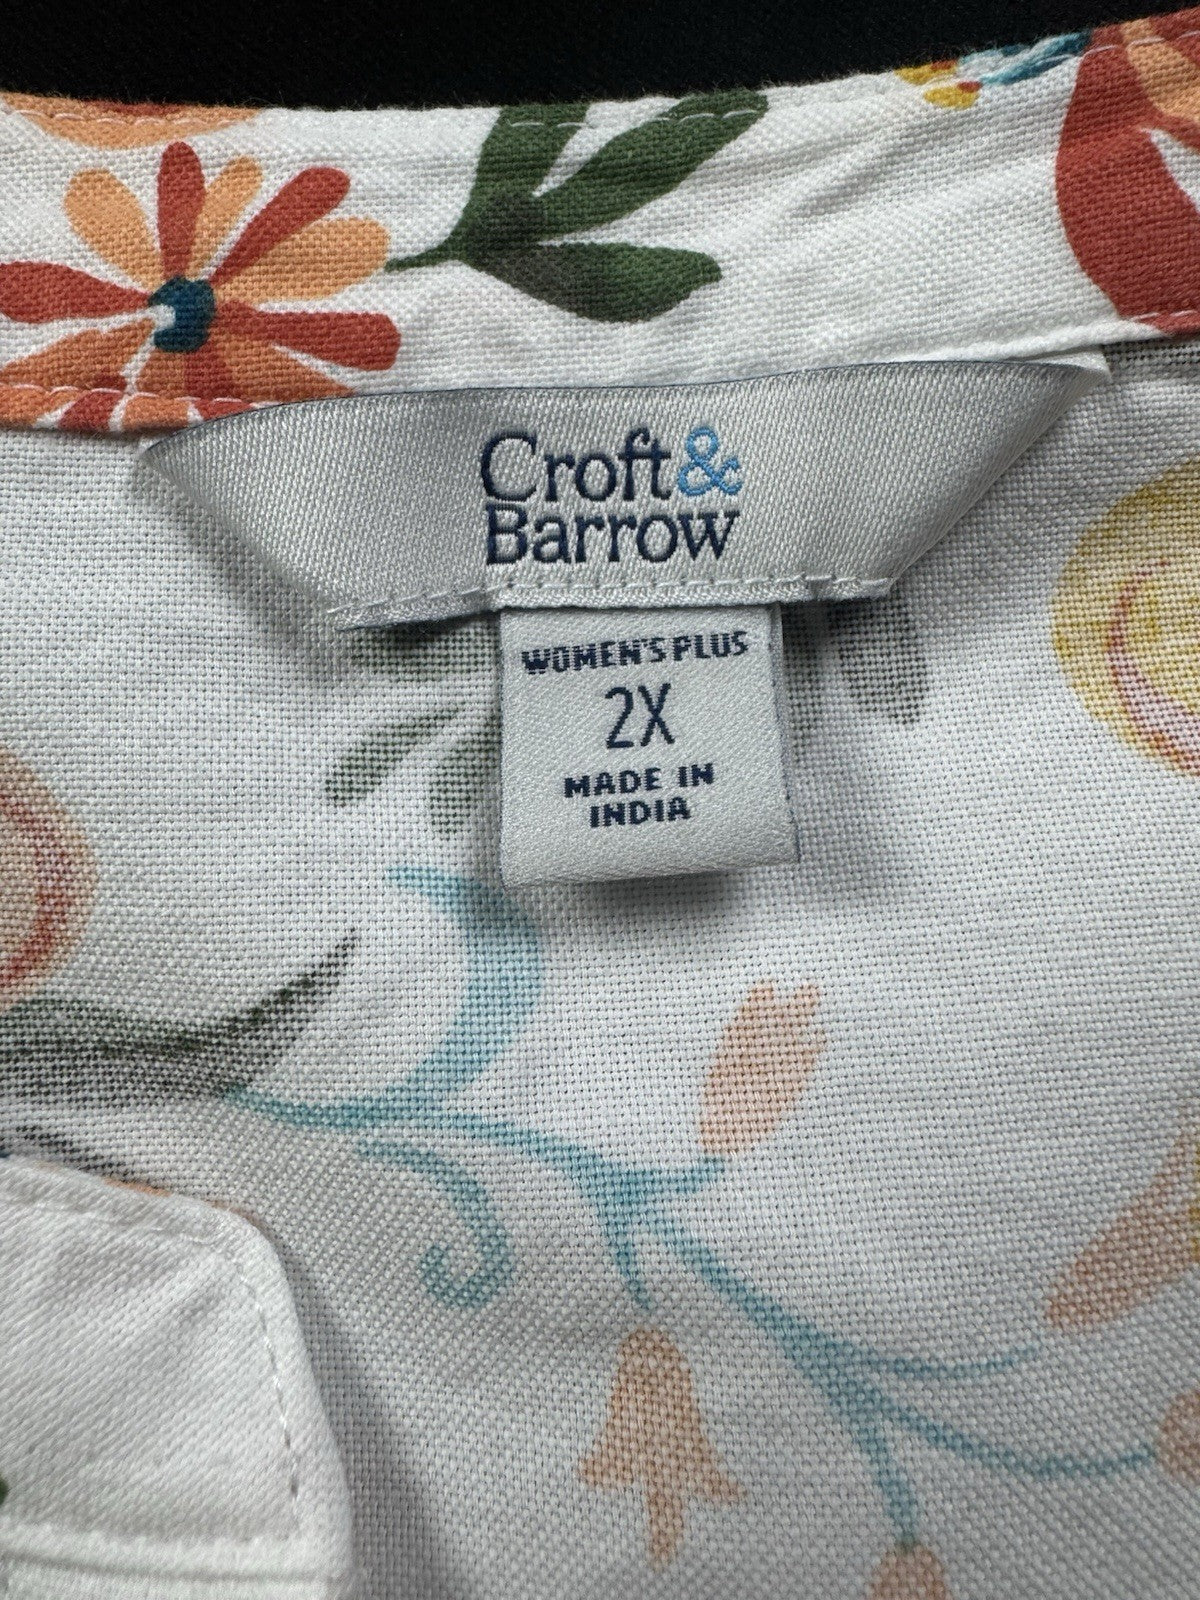 Croft&
Barrow
WOMEN'S PLUS
2X
MADE IN
INDIA